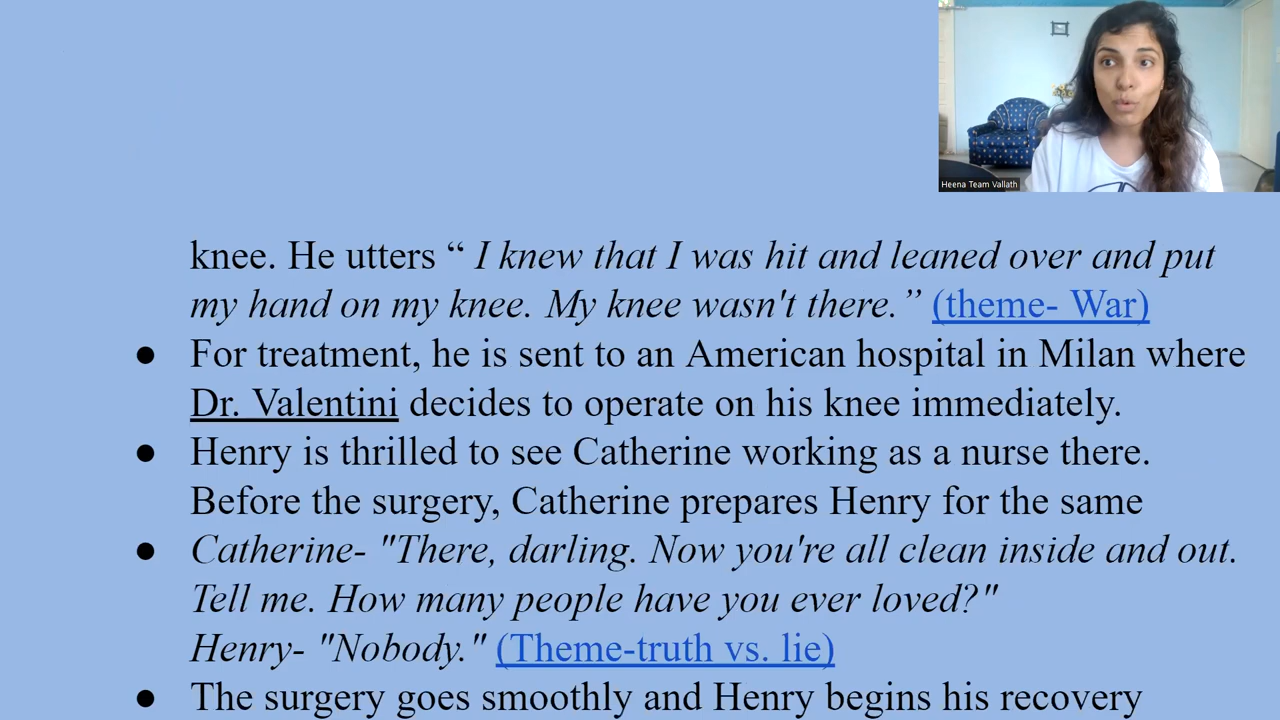 Heena Team Vallath
knee. He utters “ I knew that I was hit and leaned over and put
my hand on my knee. My knee wasn't there.” (theme- War)
● For treatment, he is sent to an American hospital in Milan where
Dr. Valentini decides to operate on his knee immediately.
● Henry is thrilled to see Catherine working as a nurse there.
Before the surgery, Catherine prepares Henry for the same
● Catherine- "There, darling. Now you're all clean inside and out.
Tell me. How many people have you ever loved?"
Henry- "Nobody." (Theme-truth vs. lie)
● The surgery goes smoothly and Henry begins his recovery